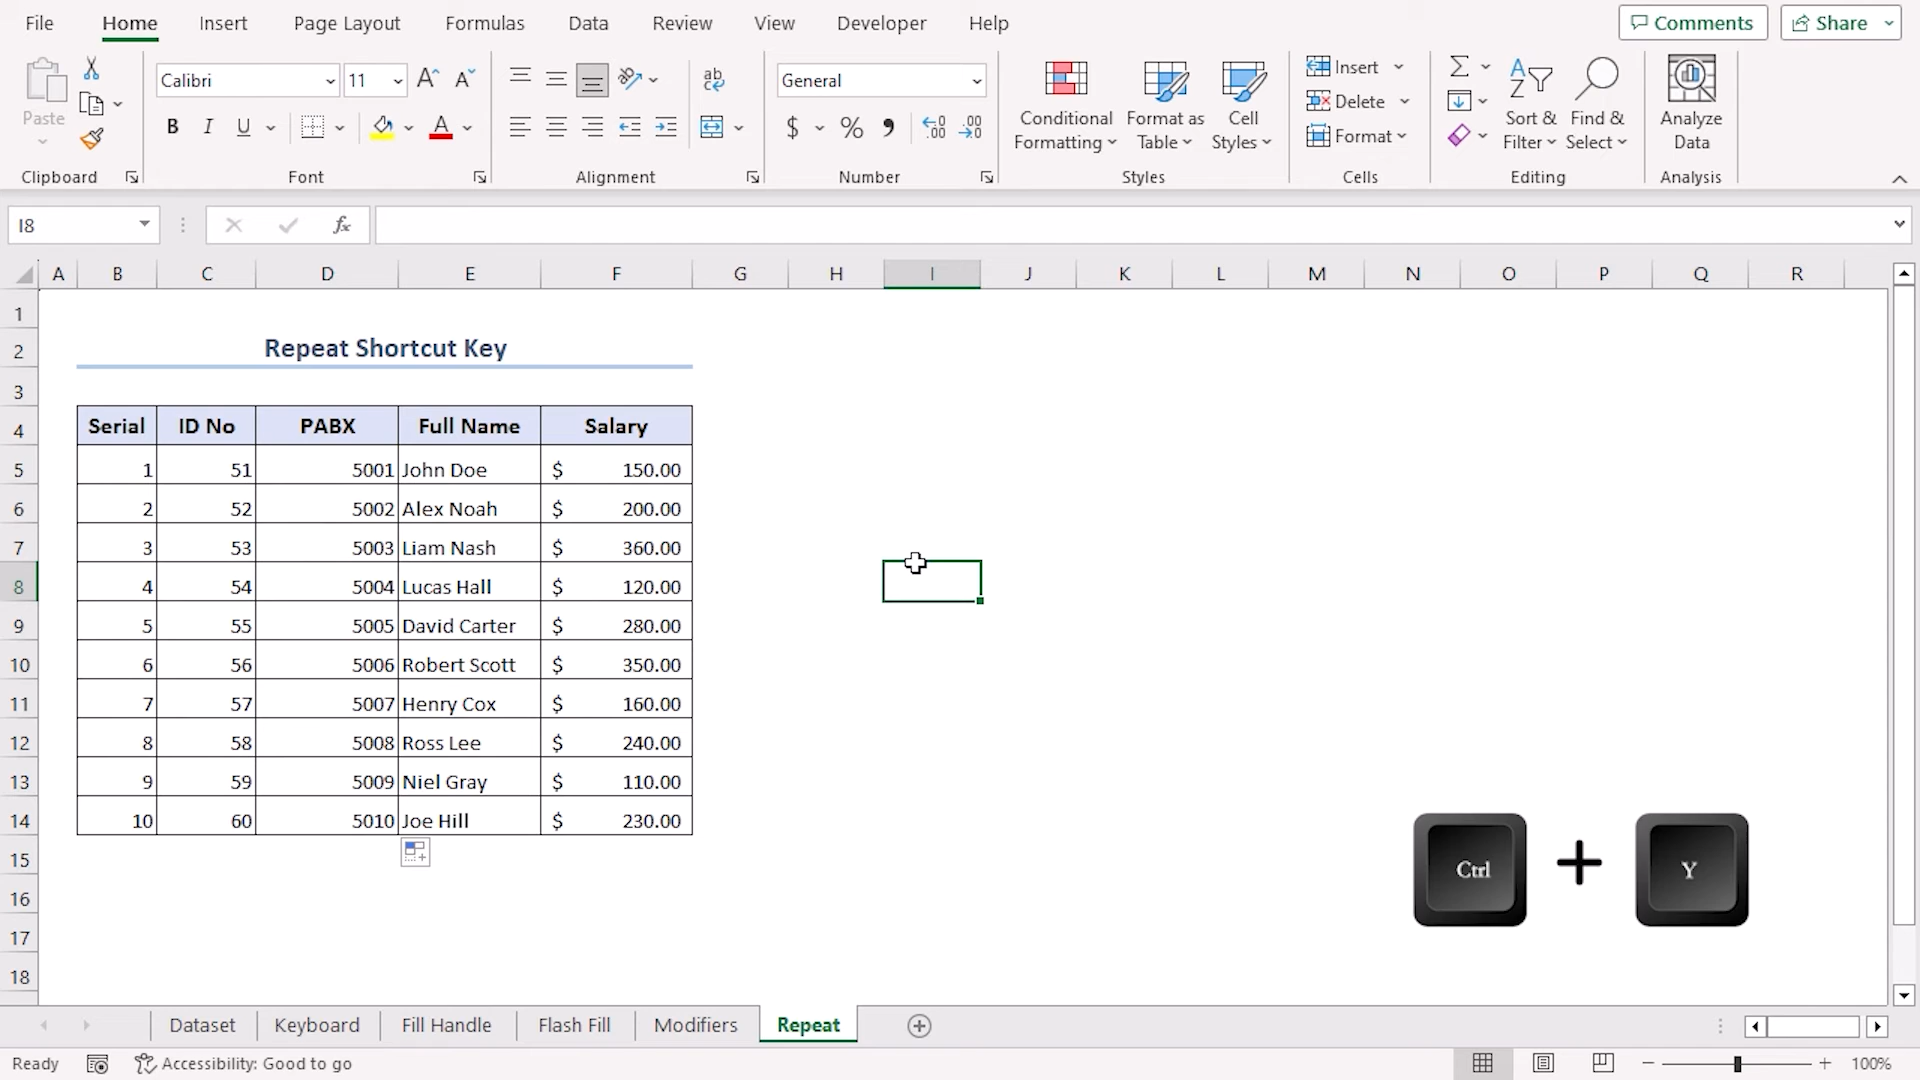 File Home Insert Page Layout Formulas Data Review View Developer Help Comments Share
Paste
Clipboard
Calibri 11 A^ A˅
B I U A
Font
ab
Alignment
General
$ % 9 .00
Number
Conditional Formatting
Format as Table
Cell Styles
Styles
Insert
Delete
Format
Cells
Σ
Sort & Filter
Find & Select
Editing
Analyze Data
Analysis
I8 fx
A B C D E F G H I J K L M N O P Q R
1
2 Repeat Shortcut Key
3
4 Serial ID No PABX Full Name Salary
5 1 51 5001 John Doe $ 150.00
6 2 52 5002 Alex Noah $ 200.00
7 3 53 5003 Liam Nash $ 360.00
8 4 54 5004 Lucas Hall $ 120.00
9 5 55 5005 David Carter $ 280.00
10 6 56 5006 Robert Scott $ 350.00
11 7 57 5007 Henry Cox $ 160.00
12 8 58 5008 Ross Lee $ 240.00
13 9 59 5009 Niel Gray $ 110.00
14 10 60 5010 Joe Hill $ 230.00
15
16
17
18
Ctrl + Y
Dataset Keyboard Fill Handle Flash Fill Modifiers Repeat
Ready Accessibility: Good to go 100%